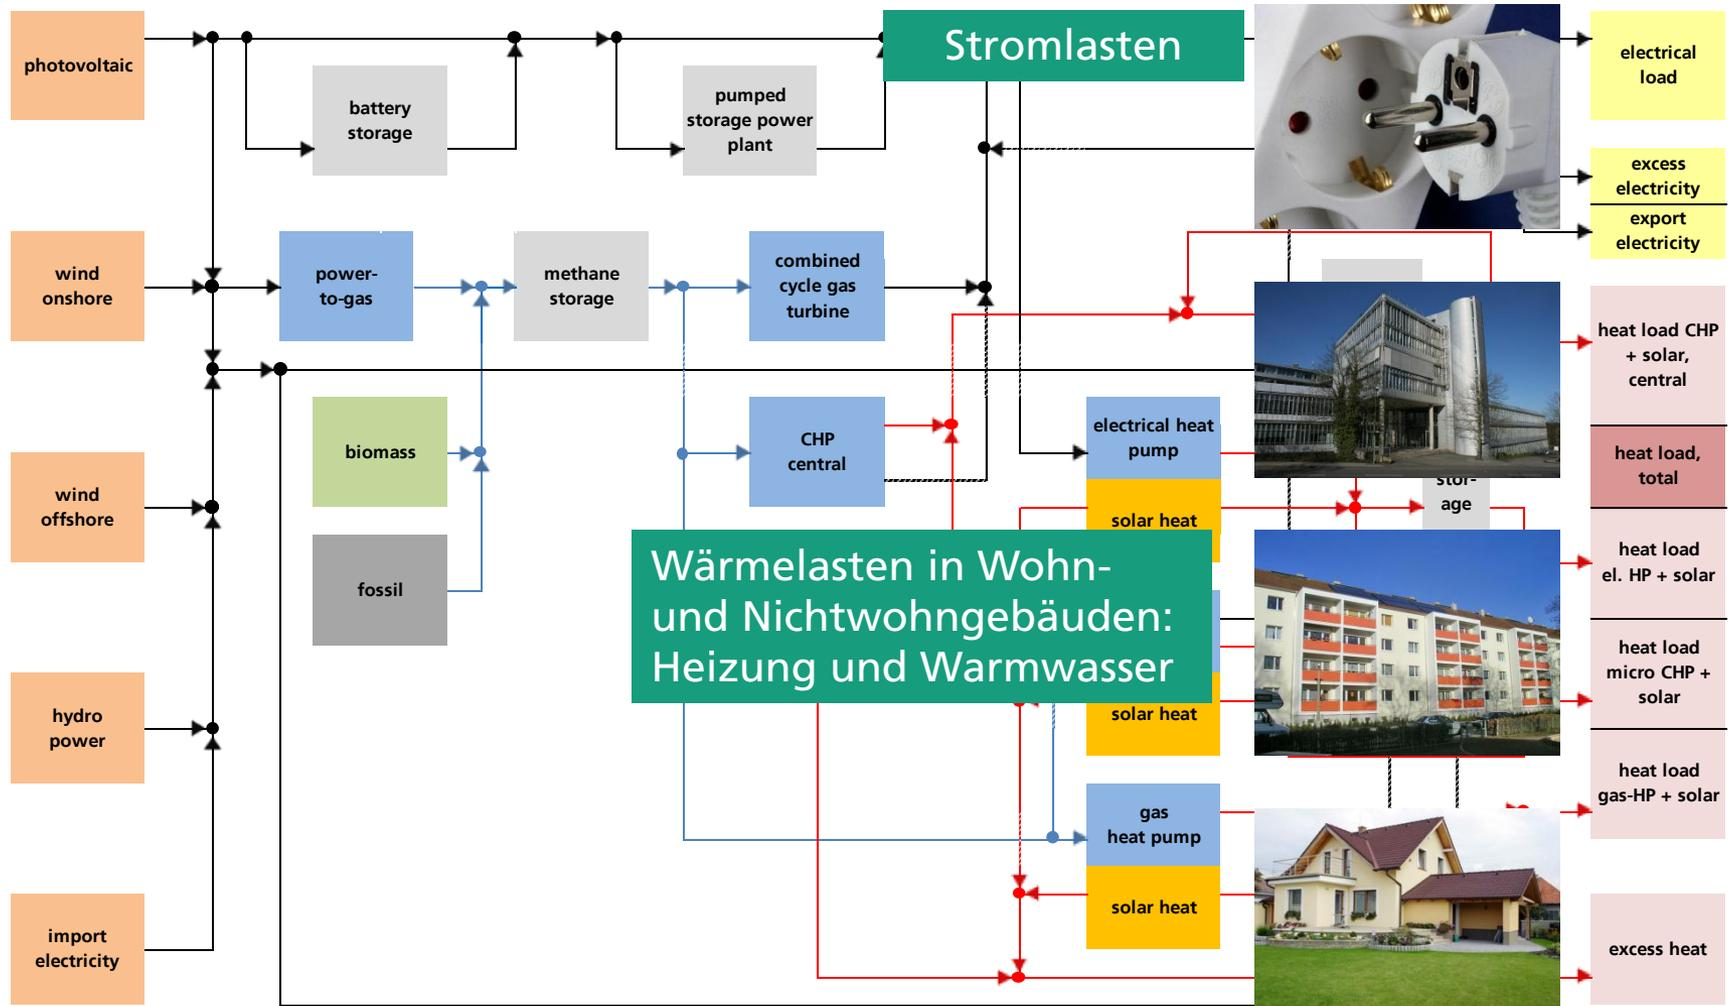 photovoltaic
battery
storage
pumped
storage power
plant
Stromlasten
electrical
load
excess
electricity
export
electricity
wind
onshore
power-
to-gas
methane
storage
combined
cycle gas
turbine
heat load CHP
+ solar,
central
biomass
CHP
central
electrical heat
pump
solar heat
stor-
age
heat load,
total
wind
offshore
fossil
Wärmelasten in Wohn-
und Nichtwohngebäuden:
Heizung und Warmwasser
heat load
el. HP + solar
heat load
micro CHP +
solar
solar heat
hydro
power
gas
heat pump
heat load
gas-HP + solar
solar heat
import
electricity
excess heat